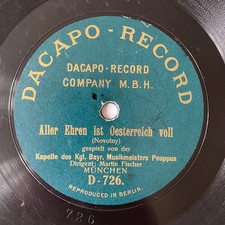 DACAPO-RECORD
DACAPO-RECORD
COMPANY M.B.H.
Aller Ehren ist Oesterreich voll
(Novotny)
gespielt von der
Kapelle des Kgl. Bayr. Musikmeisters Peuppus
Dirigent: Martin Fischer
MÜNCHEN
D-726.
REPRODUCED IN BERLIN.
726